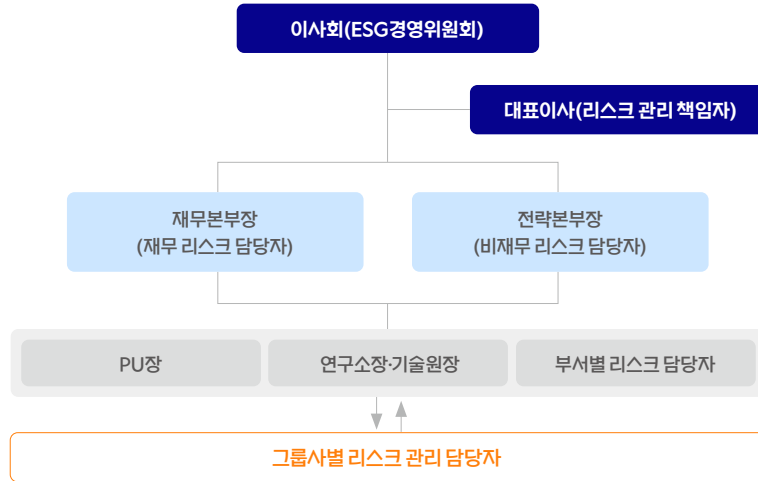 이사회(ESG경영위원회)
대표이사(리스크 관리 책임자)
재무본부장
(재무 리스크 담당자)
전략본부장
(비재무 리스크 담당자)
PU장
연구소장·기술원장
부서별 리스크 담당자
그룹사별 리스크 관리 담당자